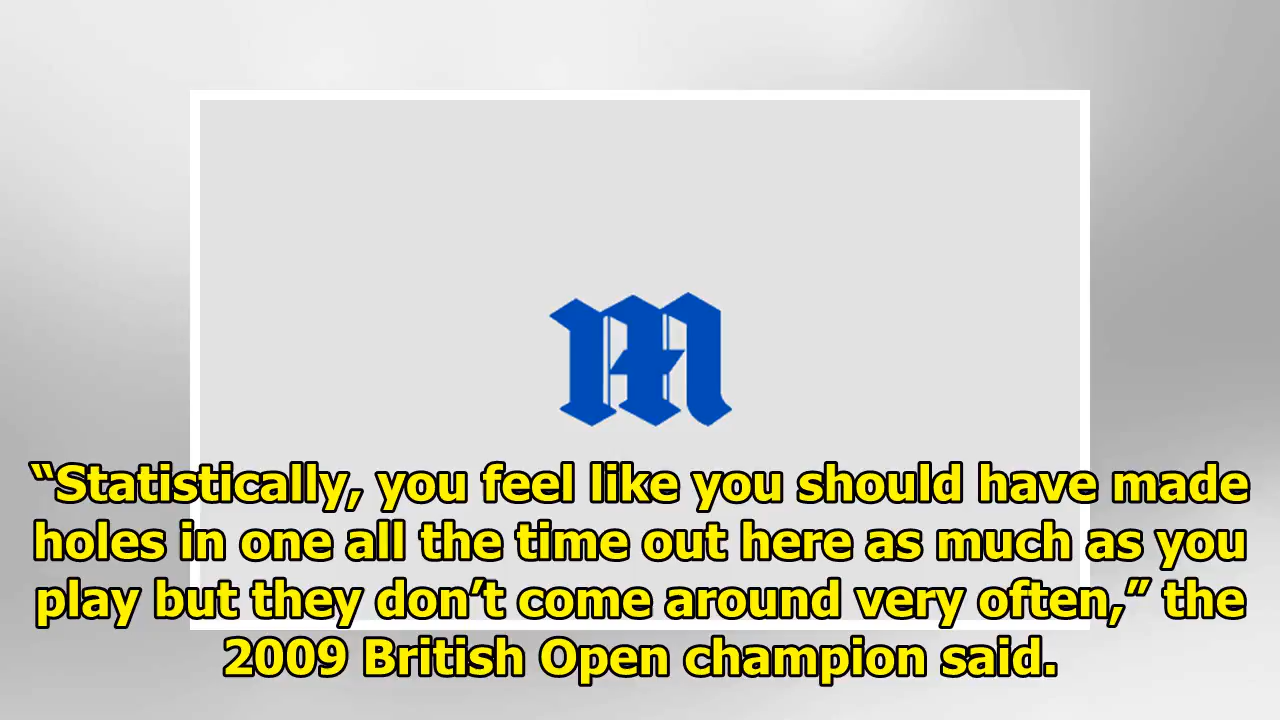 “Statistically, you feel like you should have made
holes in one all the time out here as much as you
play but they don’t come around very often,” the
2009 British Open champion said.